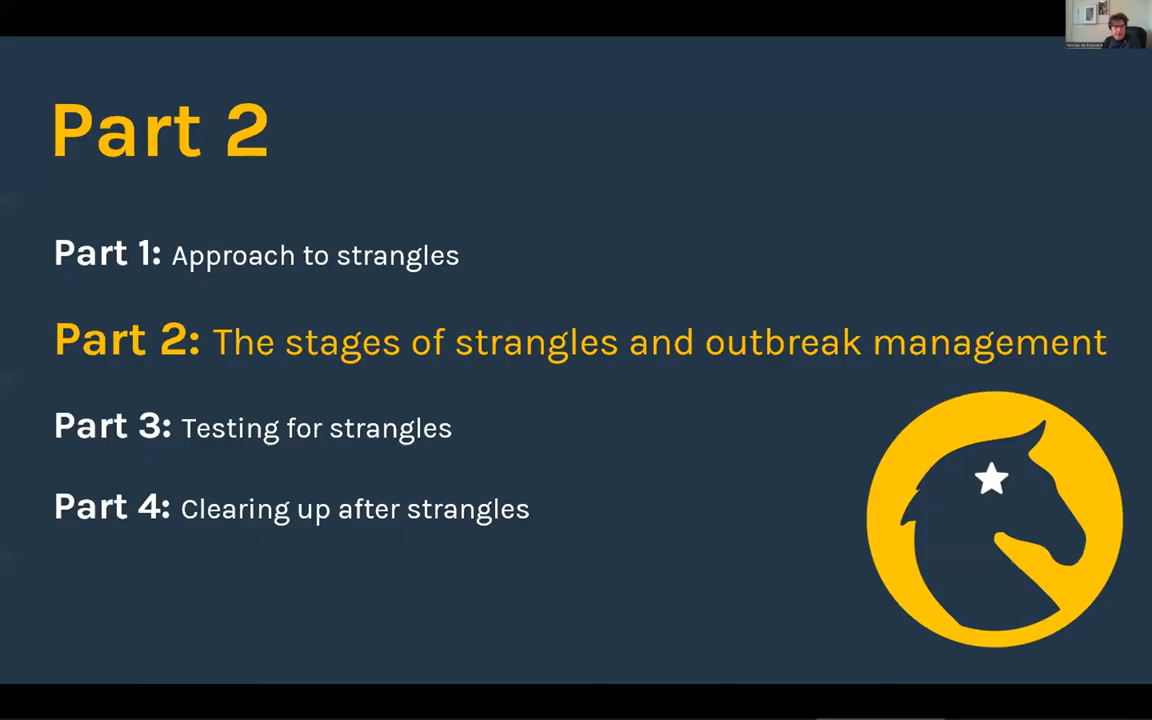 Part 2
Part 1: Approach to strangles
Part 2: The stages of strangles and outbreak management
Part 3: Testing for strangles
Part 4: Clearing up after strangles